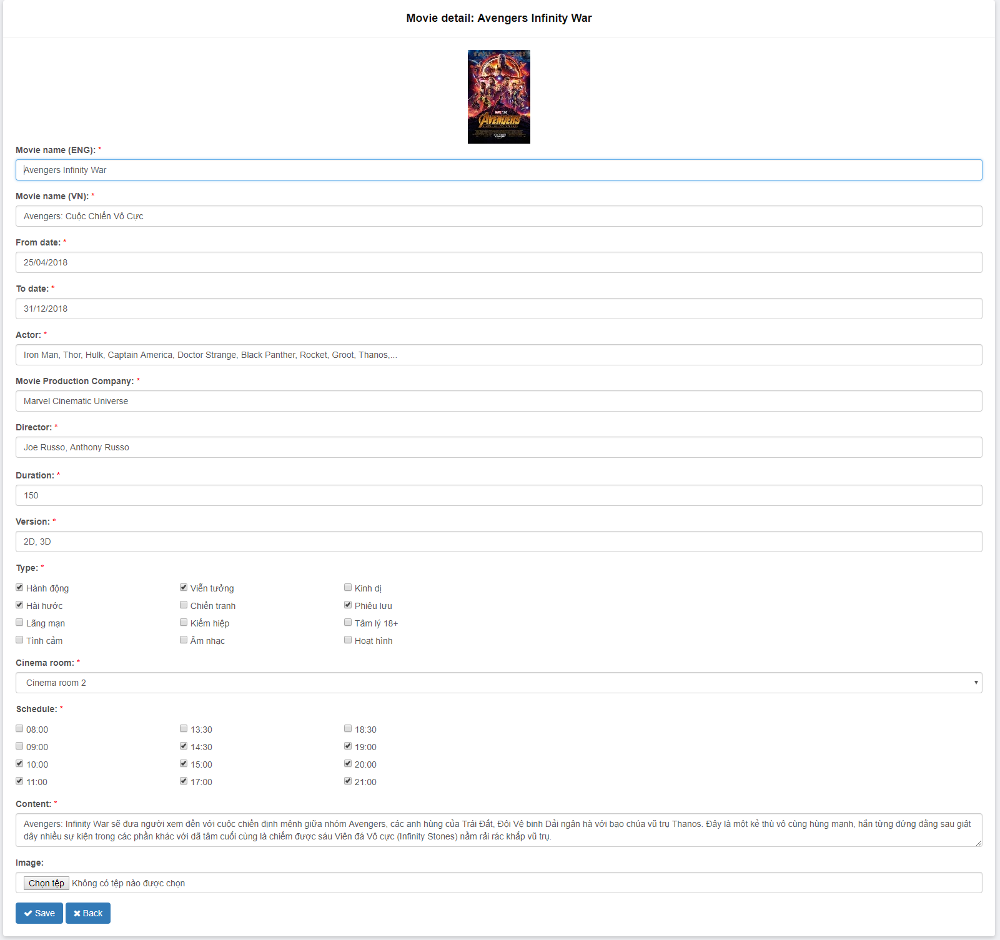 Movie detail: Avengers Infinity War
AVENGERS
Movie name (ENG): *
Avengers Infinity War
Movie name (VN): *
Avengers: Cuộc Chiến Vô Cực
From date: *
25/04/2018
To date: *
31/12/2018
Actor: *
Iron Man, Thor, Hulk, Captain America, Doctor Strange, Black Panther, Rocket, Groot, Thanos,...
Movie Production Company: *
Marvel Cinematic Universe
Director: *
Joe Russo, Anthony Russo
Duration: *
150
Version: *
2D, 3D
Type: *
Hành động Viễn tưởng Kinh dị
Hài hước Chiến tranh Phiêu lưu
Lãng mạn Kiếm hiệp Tâm lý 18+
Tình cảm Âm nhạc Hoạt hình
Cinema room: *
Cinema room 2
Schedule: *
08:00 13:30 18:30
09:00 14:30 19:00
10:00 15:00 20:00
11:00 17:00 21:00
Content: *
Avengers: Infinity War sẽ đưa người xem đến với cuộc chiến định mệnh giữa nhóm Avengers, các anh hùng của Trái Đất, Đội Vệ binh Dải ngân hà với bạo chúa vũ trụ Thanos. Đây là một kẻ thù vô cùng hùng mạnh, hắn từng đứng đằng sau giật
dây nhiều sự kiện trong các phần khác với dã tâm cuối cùng là chiếm được sáu Viên đá Vô cực (Infinity Stones) nằm rải rác khắp vũ trụ.
Image:
Chọn tệp Không có tệp nào được chọn
Save Back